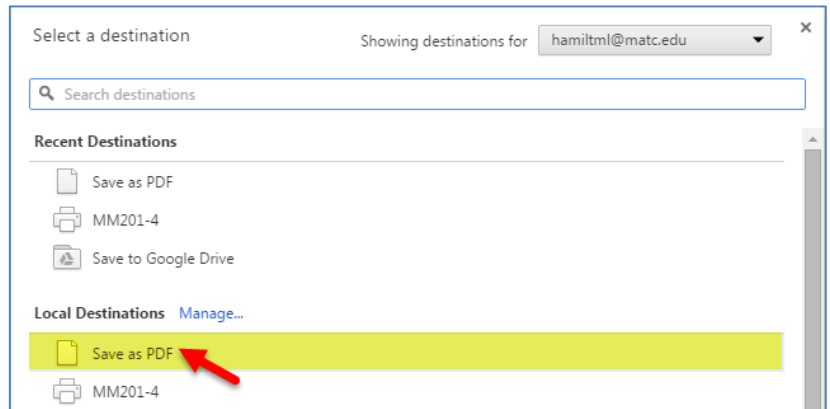 Select a destination
Showing destinations for hamiltml@matc.edu
Search destinations
Recent Destinations
Save as PDF
MM201-4
Save to Google Drive
Local Destinations Manage...
Save as PDF
MM201-4